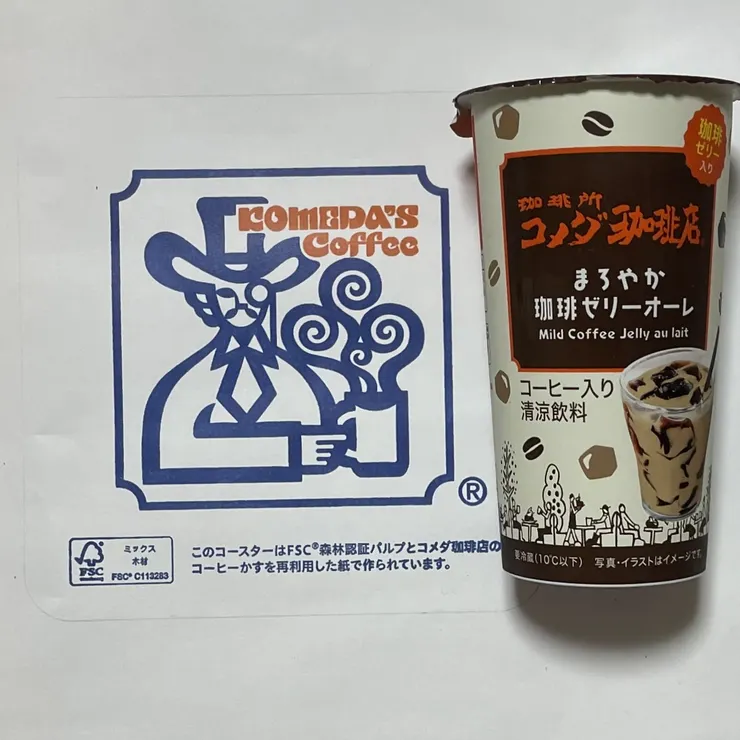 KOMEDA'S
Coffee
®
FSC
ミックス
木材
FSC® C113283
このコースターはFSC®森林認証パルプとコメダ珈琲店の
コーヒーかすを再利用した紙で作られています。
珈琲
ゼリー
入り
珈琲所
コメダ珈琲店®
まろやか
珈琲ゼリーオーレ
Mild Coffee Jelly au lait
コーヒー入り
清涼飲料
要冷蔵(10℃以下) 写真・イラストはイメージです。